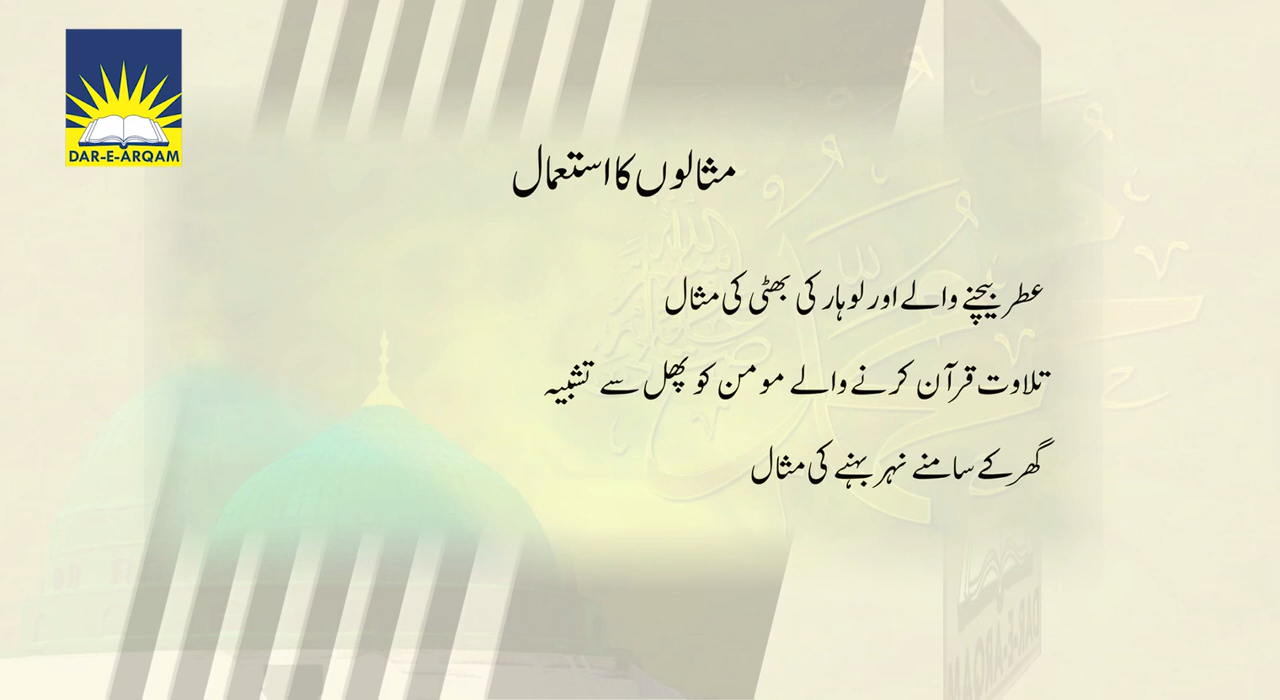 DAR-E-ARQAM
مثالوں کا استعمال
عطر بیچنے والے اور لوہار کی بھٹی کی مثال
تلاوت قرآن کرنے والے مومن کو پھل سے تشبیہ
گھر کے سامنے نہر بہنے کی مثال